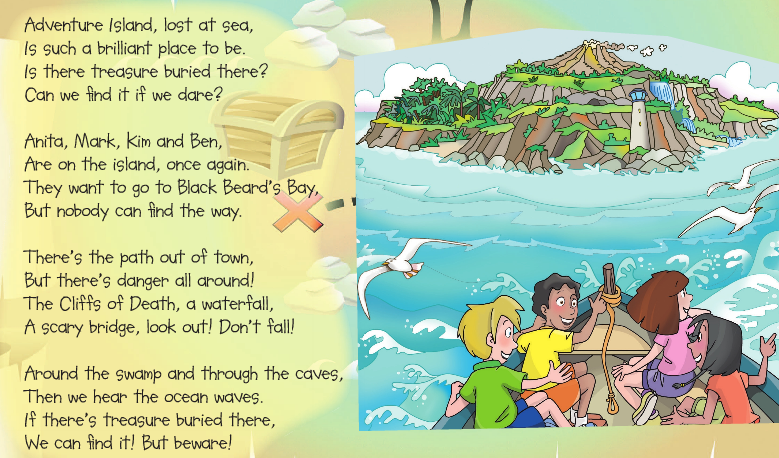 Adventure Island, lost at sea,
Is such a brilliant place to be.
Is there treasure buried there?
Can we find it if we dare?
Anita, Mark, Kim and Ben,
Are on the island, once again.
They want to go to Black Beard's Bay,
But nobody can find the way.
There's the path out of town,
But there's danger all around!
The Cliffs of Death, a waterfall,
A scary bridge, look out! Don't fall!
Around the swamp and through the caves,
Then we hear the ocean waves.
If there's treasure buried there,
We can find it! But beware!